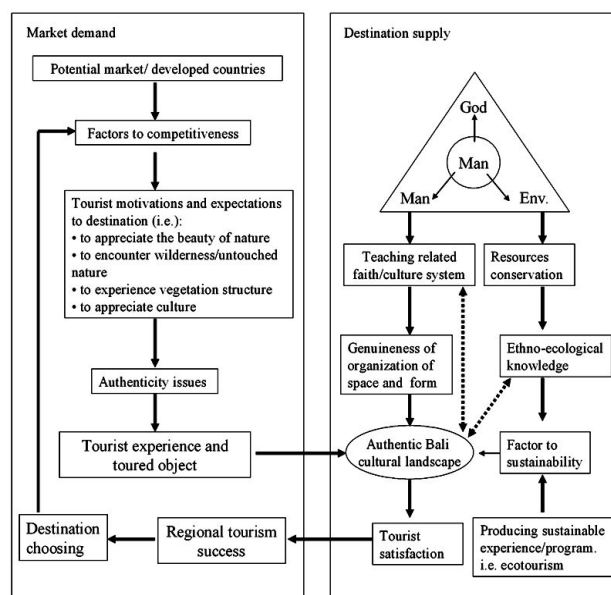 Market demand
Potential market/ developed countries
Factors to competitiveness
Tourist motivations and expectations
to destination (i.e.):
• to appreciate the beauty of nature
• to encounter wilderness/untouched
nature
• to experience vegetation structure
• to appreciate culture
Authenticity issues
Tourist experience and
toured object
Destination
choosing
Regional tourism
success
Destination supply
God
Man
Man
Env.
Teaching related
faith/culture system
Resources
conservation
Genuineness of
organization of
space and form
Ethno-ecological
knowledge
Authentic Bali
cultural landscape
Factor to
sustainability
Tourist
satisfaction
Producing sustainable
experience/program.
i.e. ecotourism